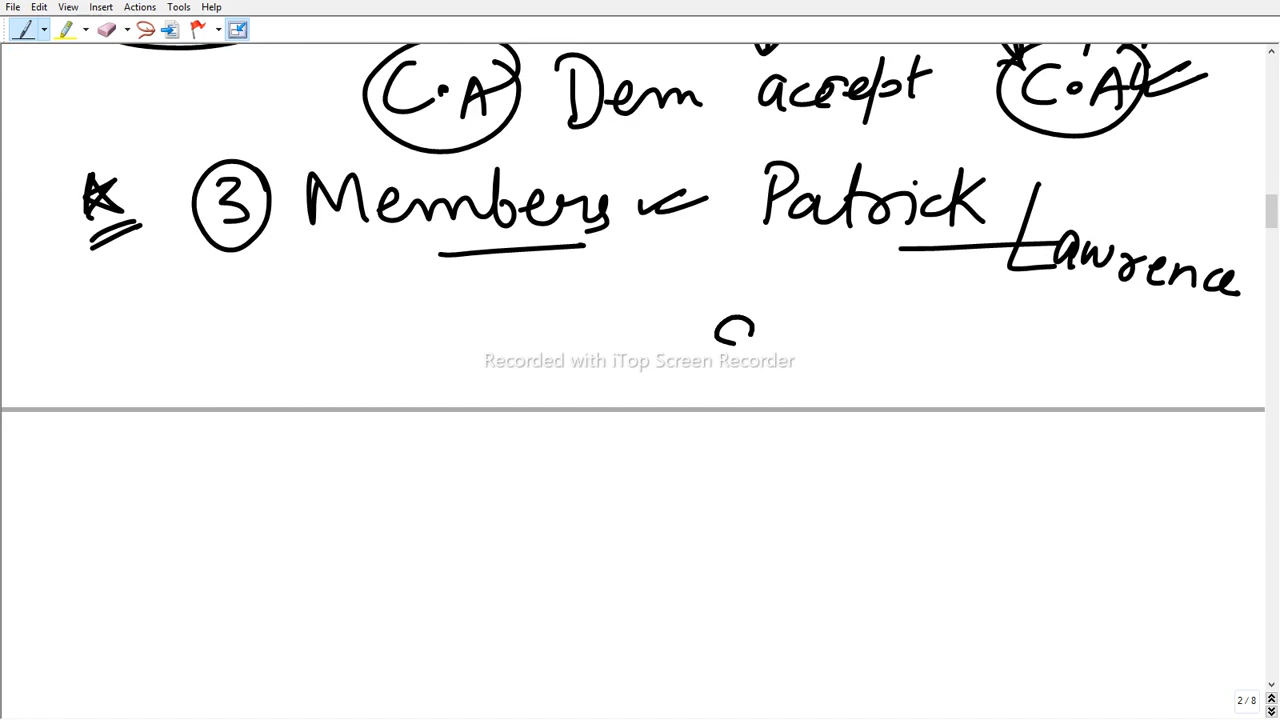 File Edit View Insert Actions Tools Help
C.A Dem accept C.A
3 Members Patrick Lawrence
Recorded with iTop Screen Recorder
2 / 8